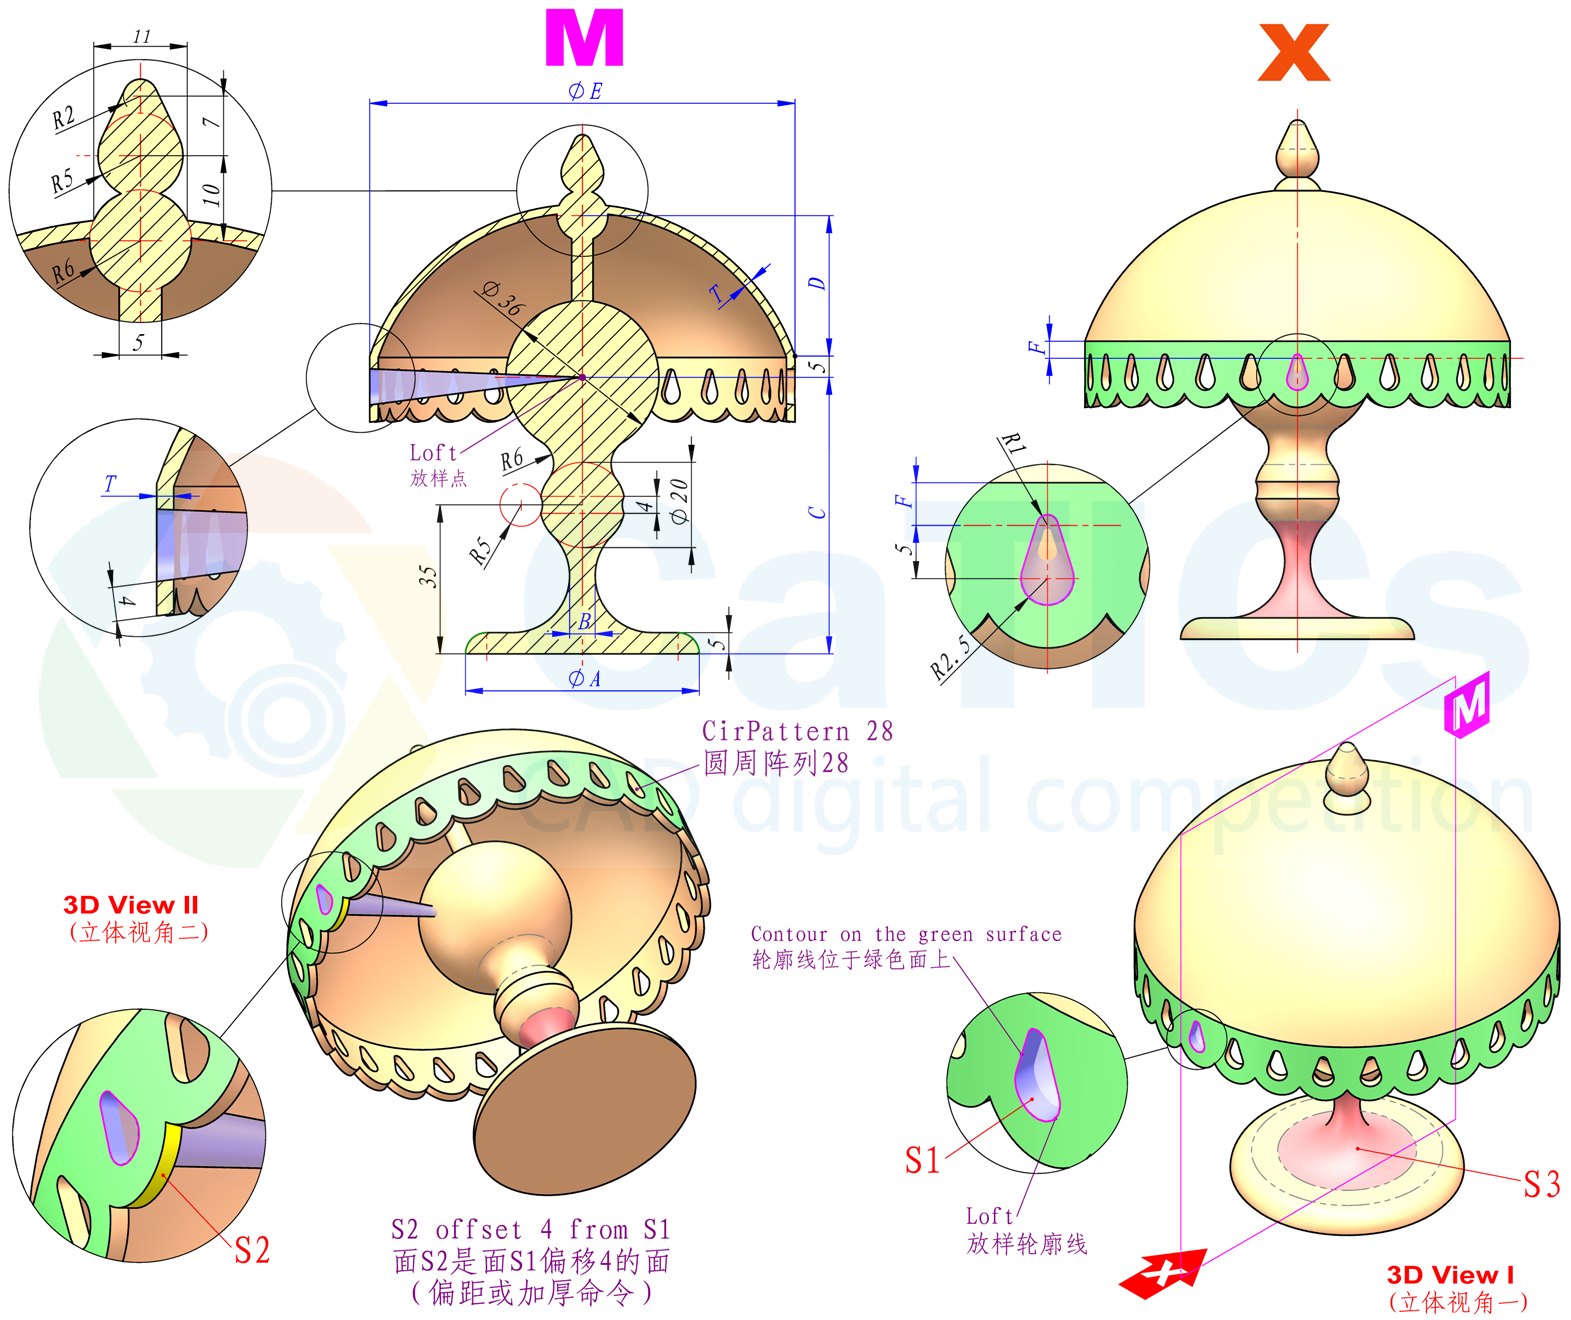 M
X
11
R2
7
R5
10
R6
5
ϕE
ϕ36
T
D
5
Loft
放样点
R6
R5
4
ϕ20
C
35
B
5
ϕA
T
4
F
R1
F
5
R2.5
CaTICs
CAD digital competition
CirPattern 28
圆周阵列28
3D View II
(立体视角二)
S2
S2 offset 4 from S1
面S2是面S1偏移4的面
(偏距或加厚命令)
M
Contour on the green surface
轮廓线位于绿色面上
S1
S3
Loft
放样轮廓线
X
3D View I
(立体视角一)